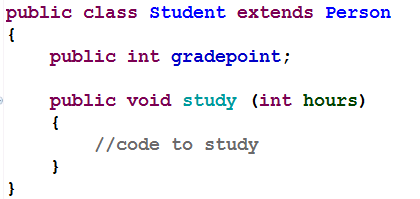 public class Student extends Person
{
public int gradepoint;
public void study (int hours)
{
//code to study
}
}